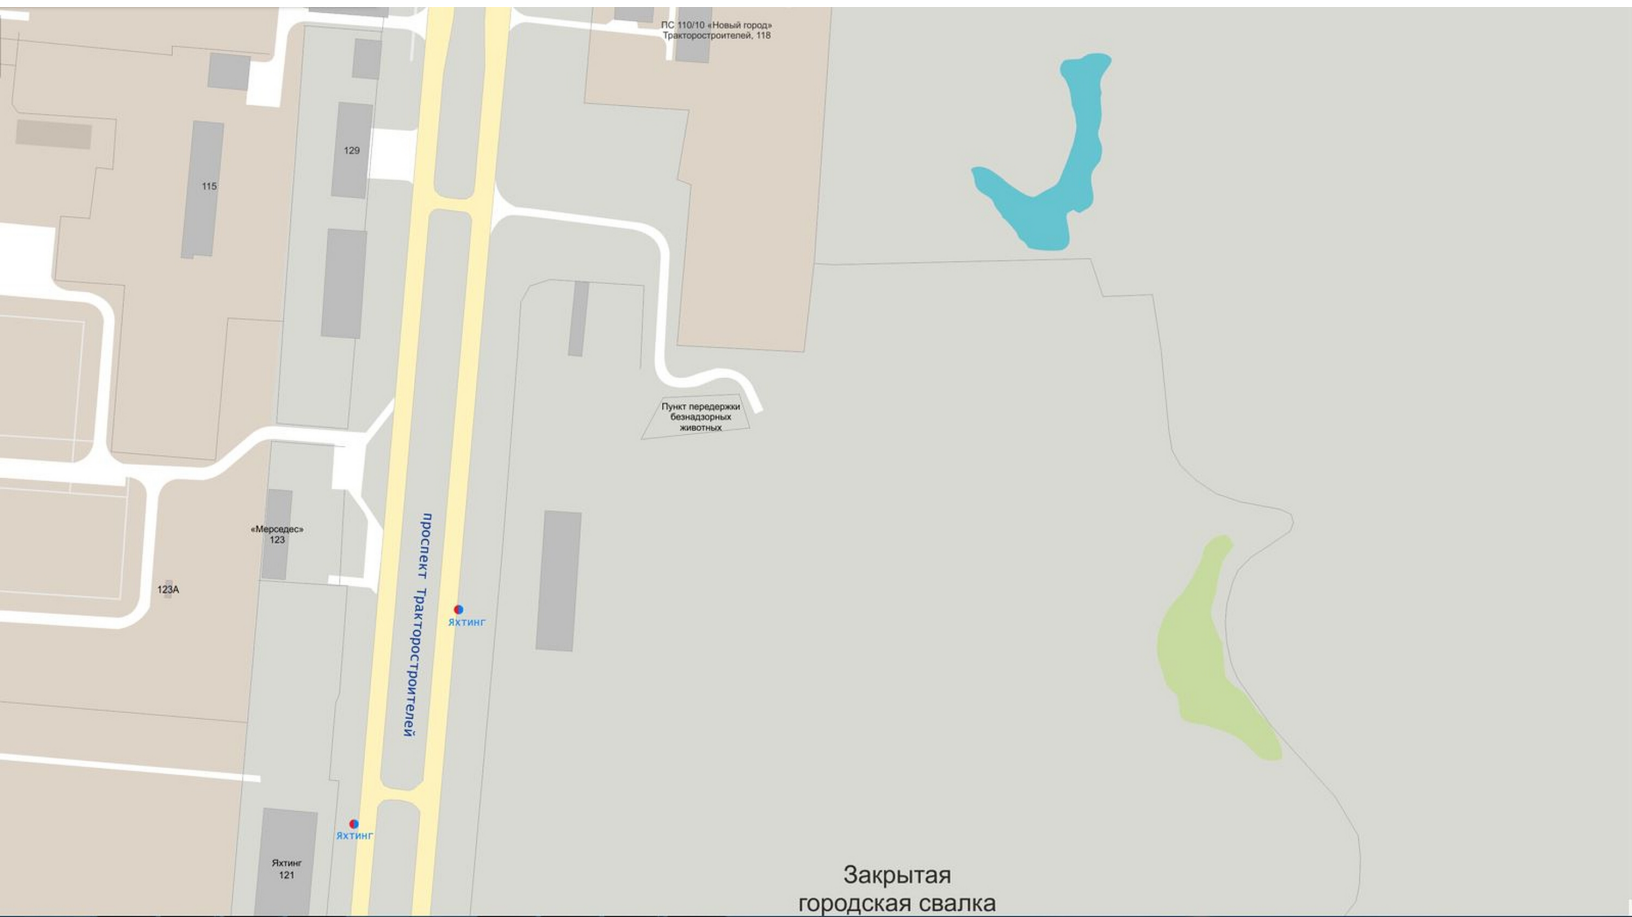 ПС 110/10 «Новый город»
Тракторостроителей, 118
129
115
Пункт передержки
безнадзорных
животных
«Мерседес»
123
123А
проспект Тракторостроителей
Яхтинг
Яхтинг
Яхтинг
121
Закрытая
городская свалка